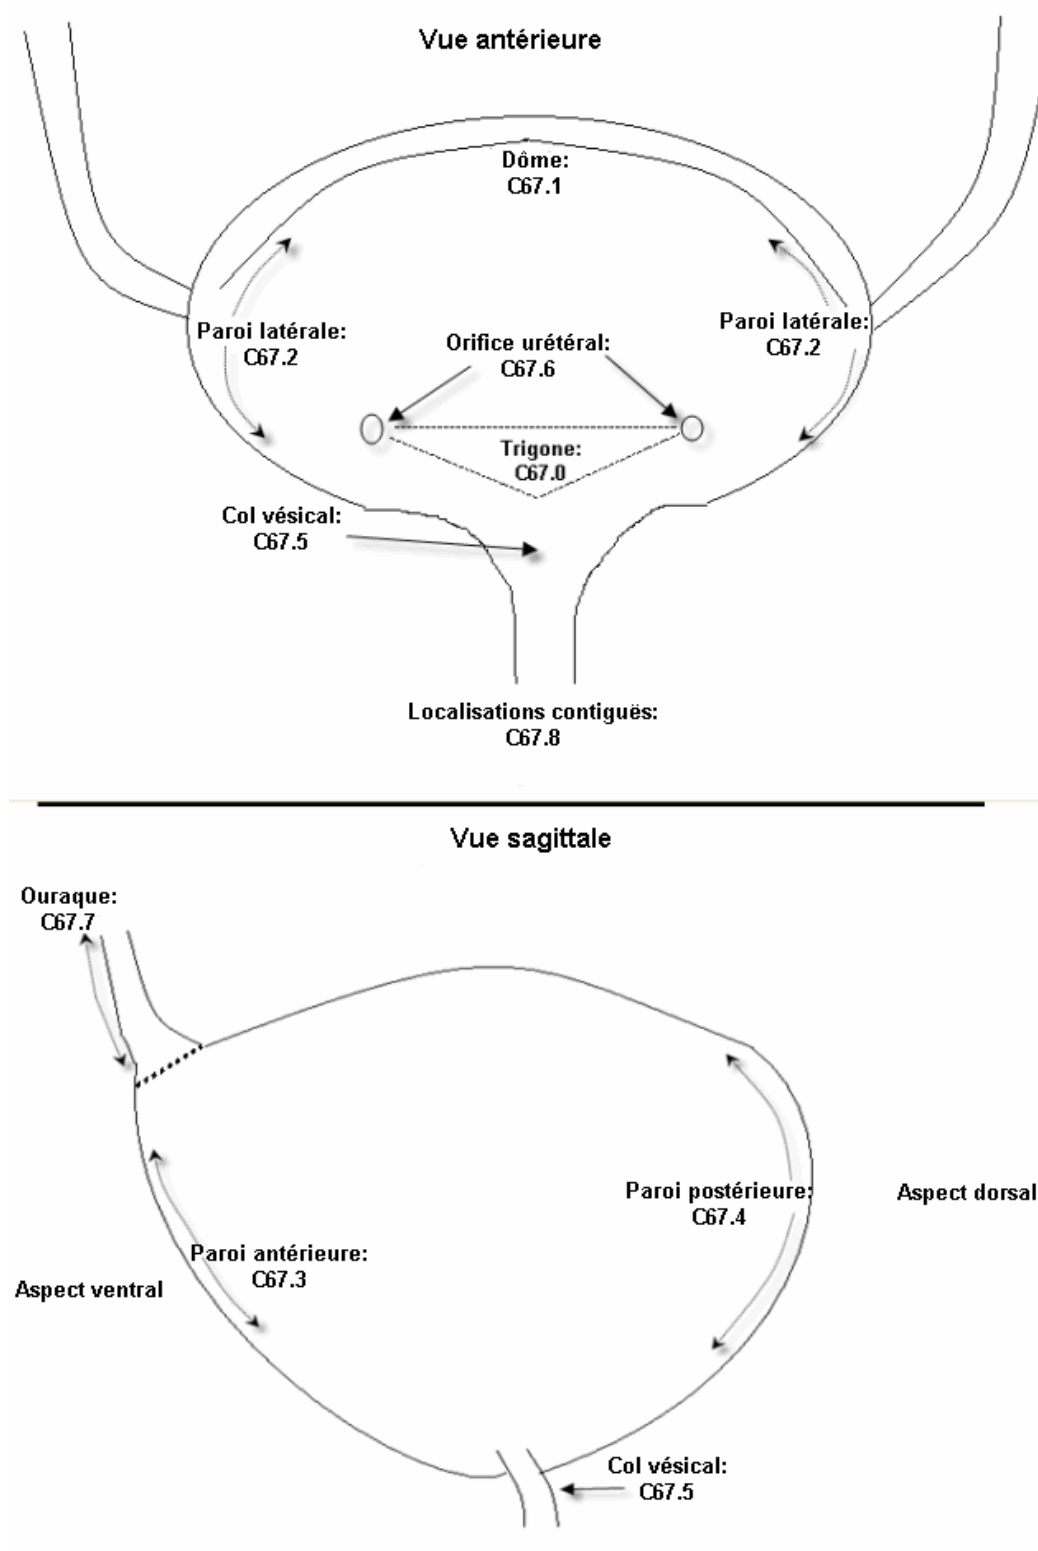 Vue antérieure
Dôme:
C67.1
Paroi latérale:
C67.2
Orifice urétéral:
C67.6
Paroi latérale:
C67.2
Trigone:
C67.0
Col vésical:
C67.5
Localisations contiguës:
C67.8
Vue sagittale
Ouraque:
C67.7
Paroi postérieure:
C67.4
Aspect dorsal
Paroi antérieure:
C67.3
Aspect ventral
Col vésical:
C67.5